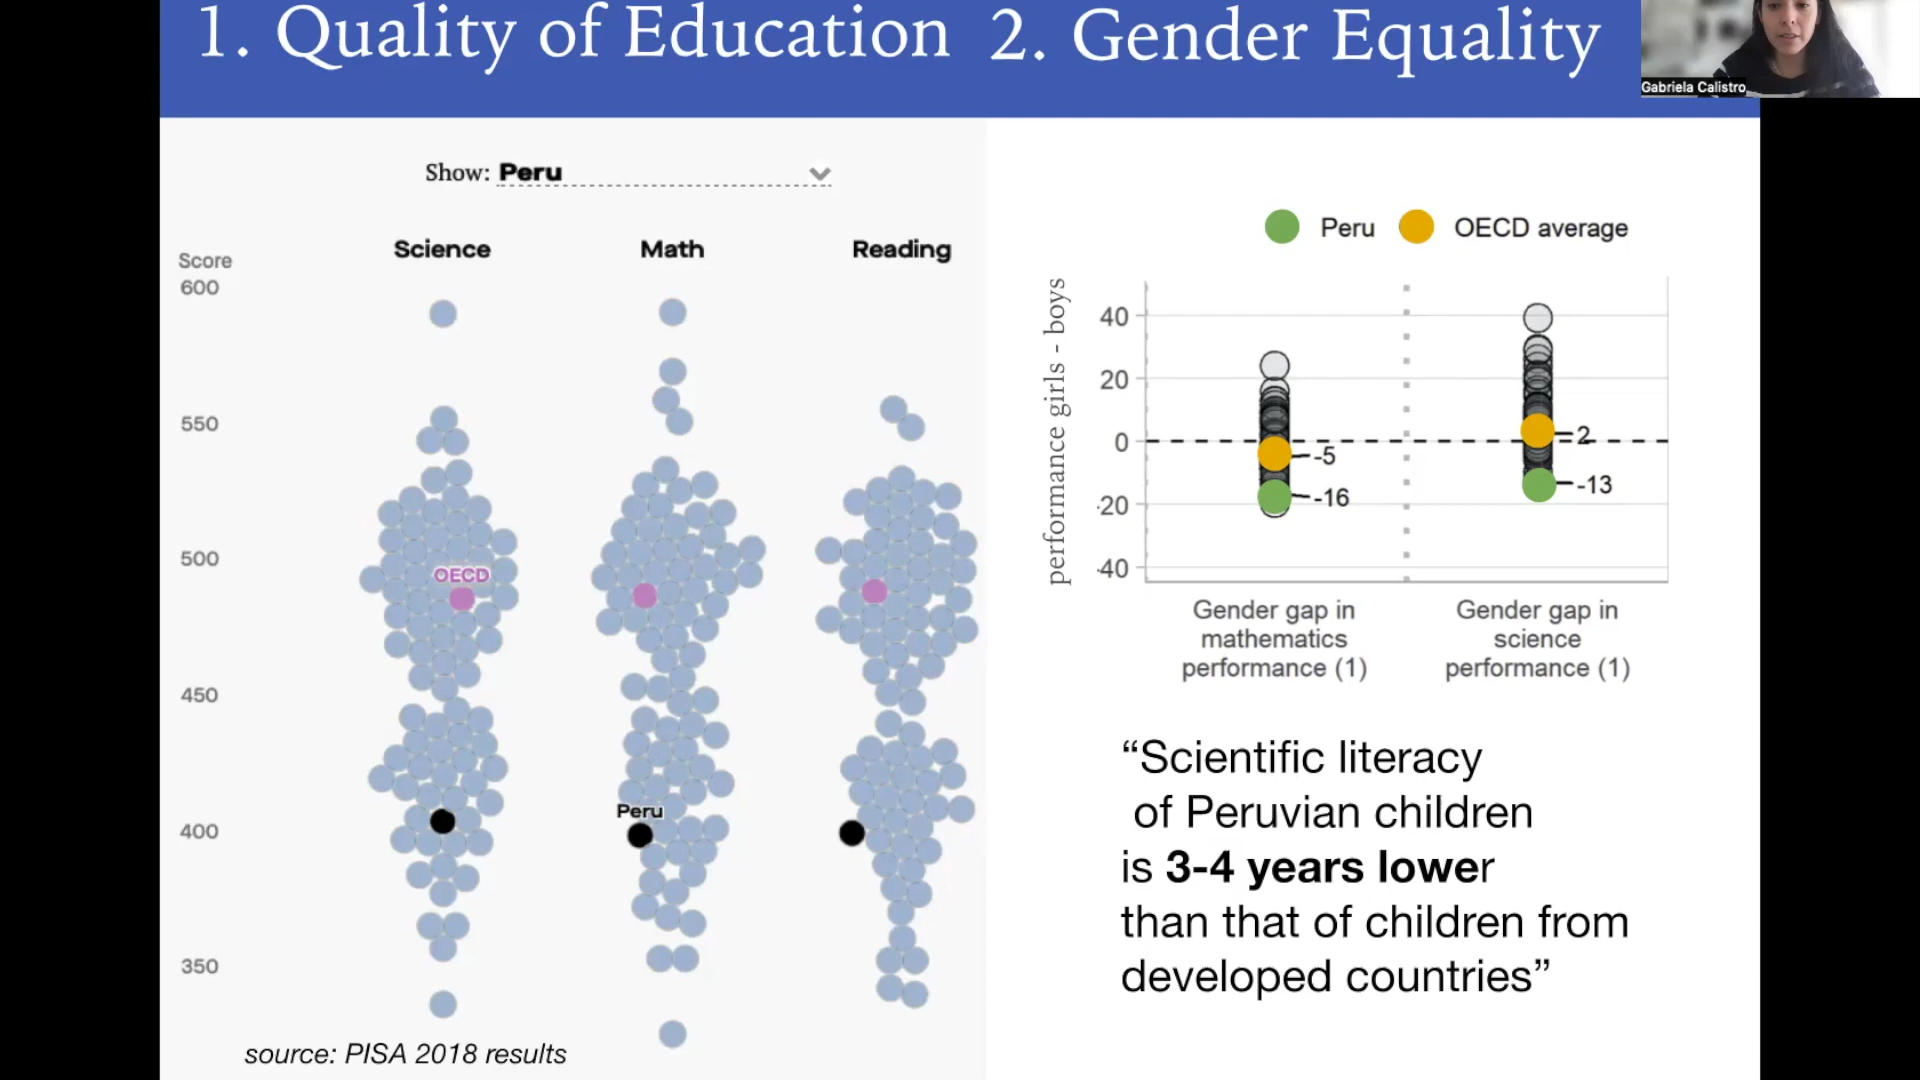 1. Quality of Education 2. Gender Equality
Gabriela Calistro
Show: Peru
Science Math Reading
Score
600
550
500
450
400
350
OECD
Peru
source: PISA 2018 results
Peru OECD average
performance girls - boys
40
20
0
-20
-40
-5
-16
2
-13
Gender gap in
mathematics
performance (1)
Gender gap in
science
performance (1)
“Scientific literacy
of Peruvian children
is 3-4 years lower
than that of children from
developed countries”